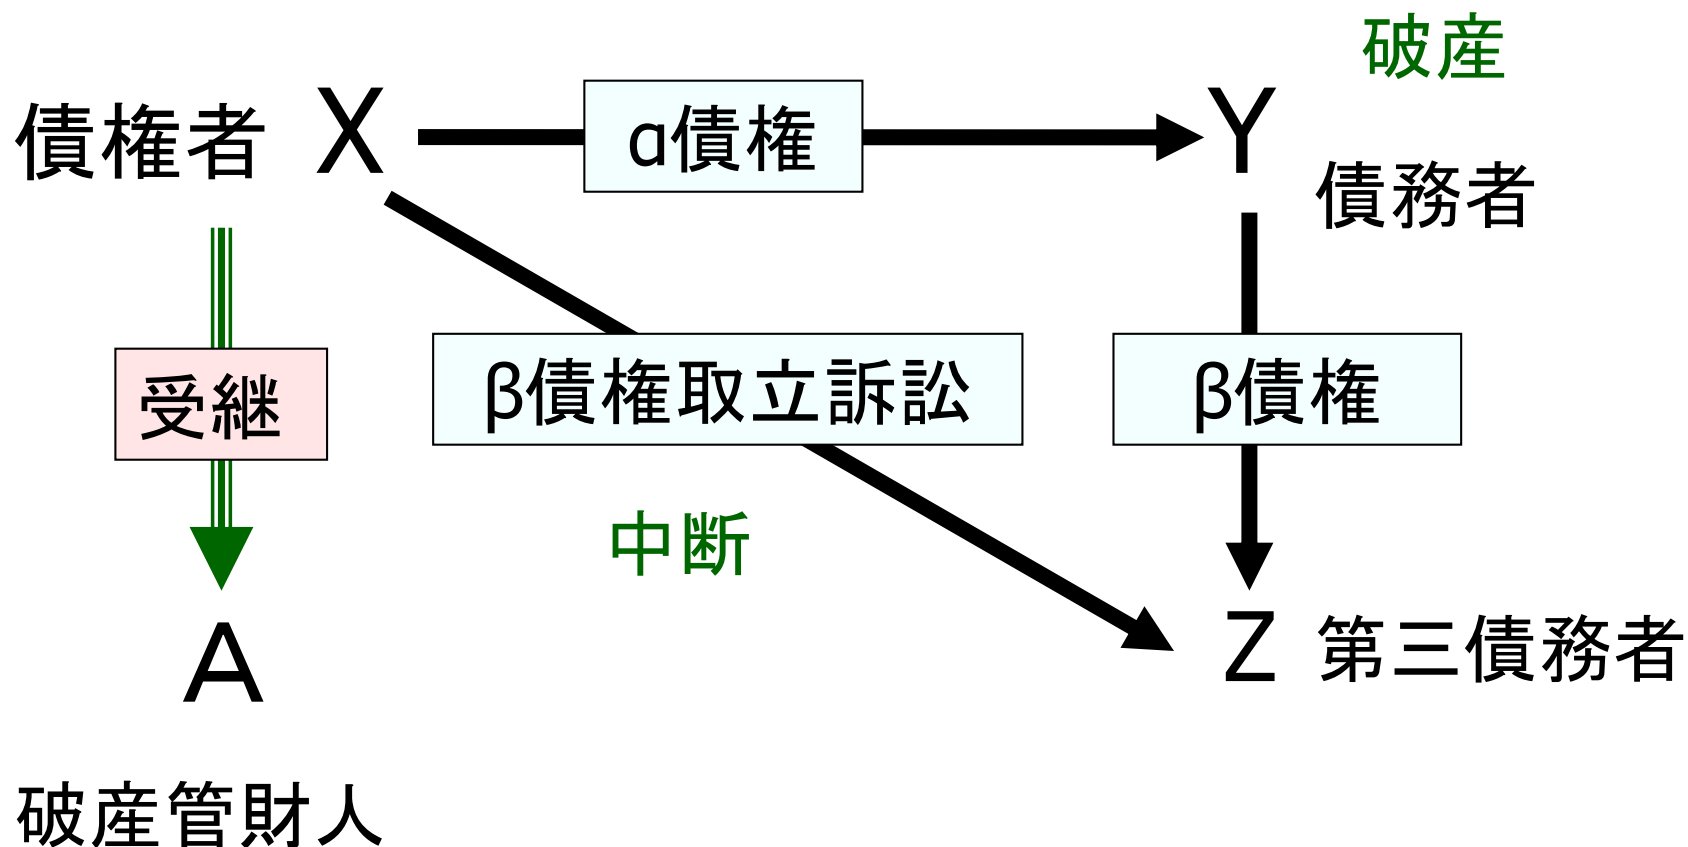 破産
債権者 X
α債権
Y
債務者
受継
β債権取立訴訟
β債権
中断
A
Z 第三債務者
破産管財人